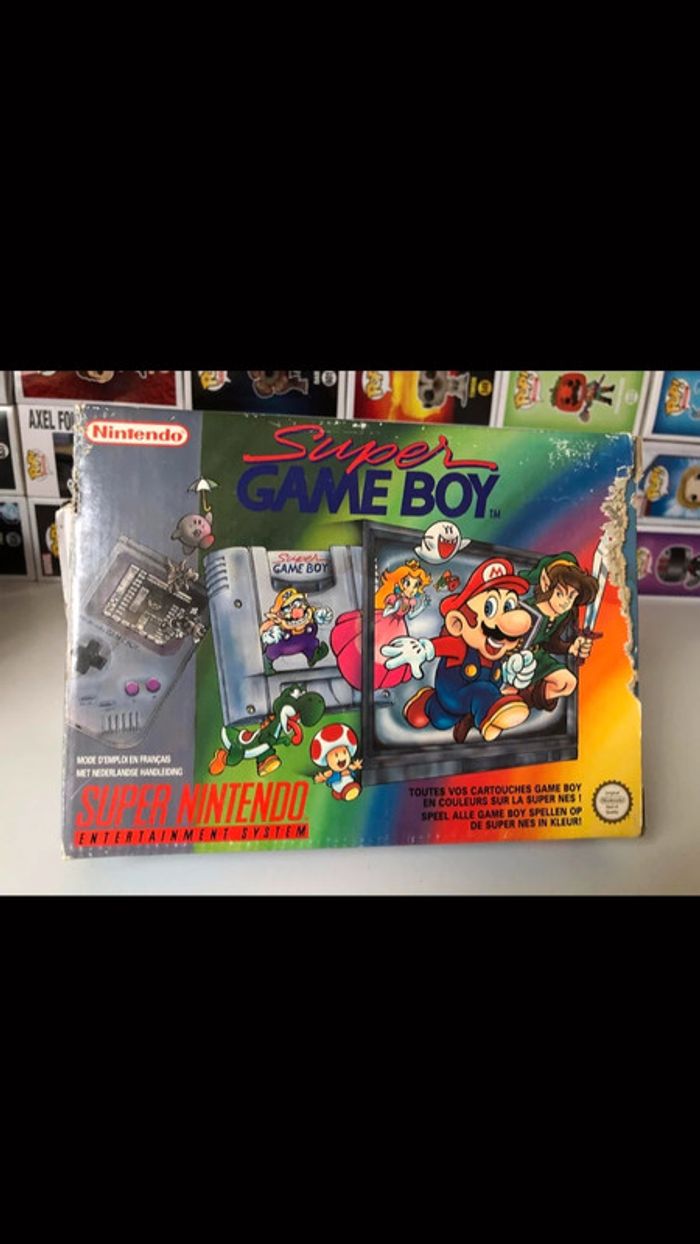 AXEL FO
Nintendo
Super
GAME BOY
TM
Super
GAME BOY
M
MODE D'EMPLOI EN FRANÇAIS
MET NEDERLANDSE HANDLEIDING
SUPER NINTENDO
ENTERTAINMENT SYSTEM
TOUTES VOS CARTOUCHES GAME BOY
EN COULEURS SUR LA SUPER NES !
SPEEL ALLE GAME BOY SPELLEN OP
DE SUPER NES IN KLEUR!
Nintendo